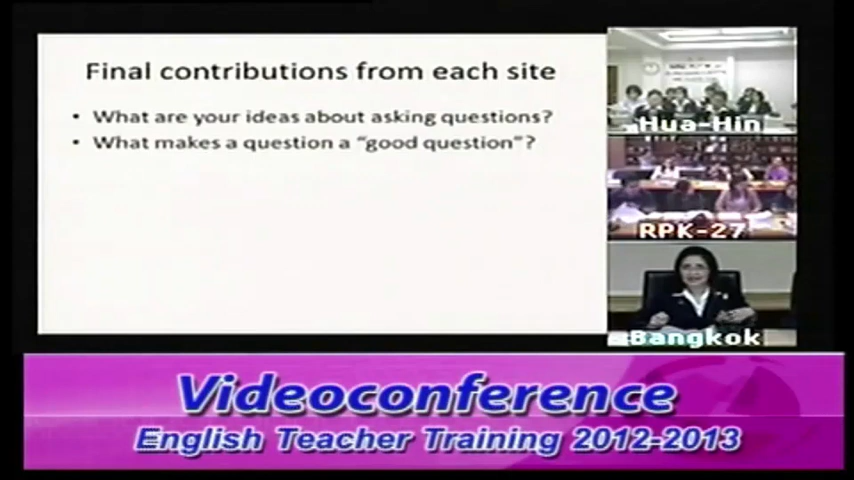 Final contributions from each site
• What are your ideas about asking questions?
• What makes a question a “good question”?
Hua-Hin
RPK-27
Bangkok
Videoconference
English Teacher Training 2012-2013